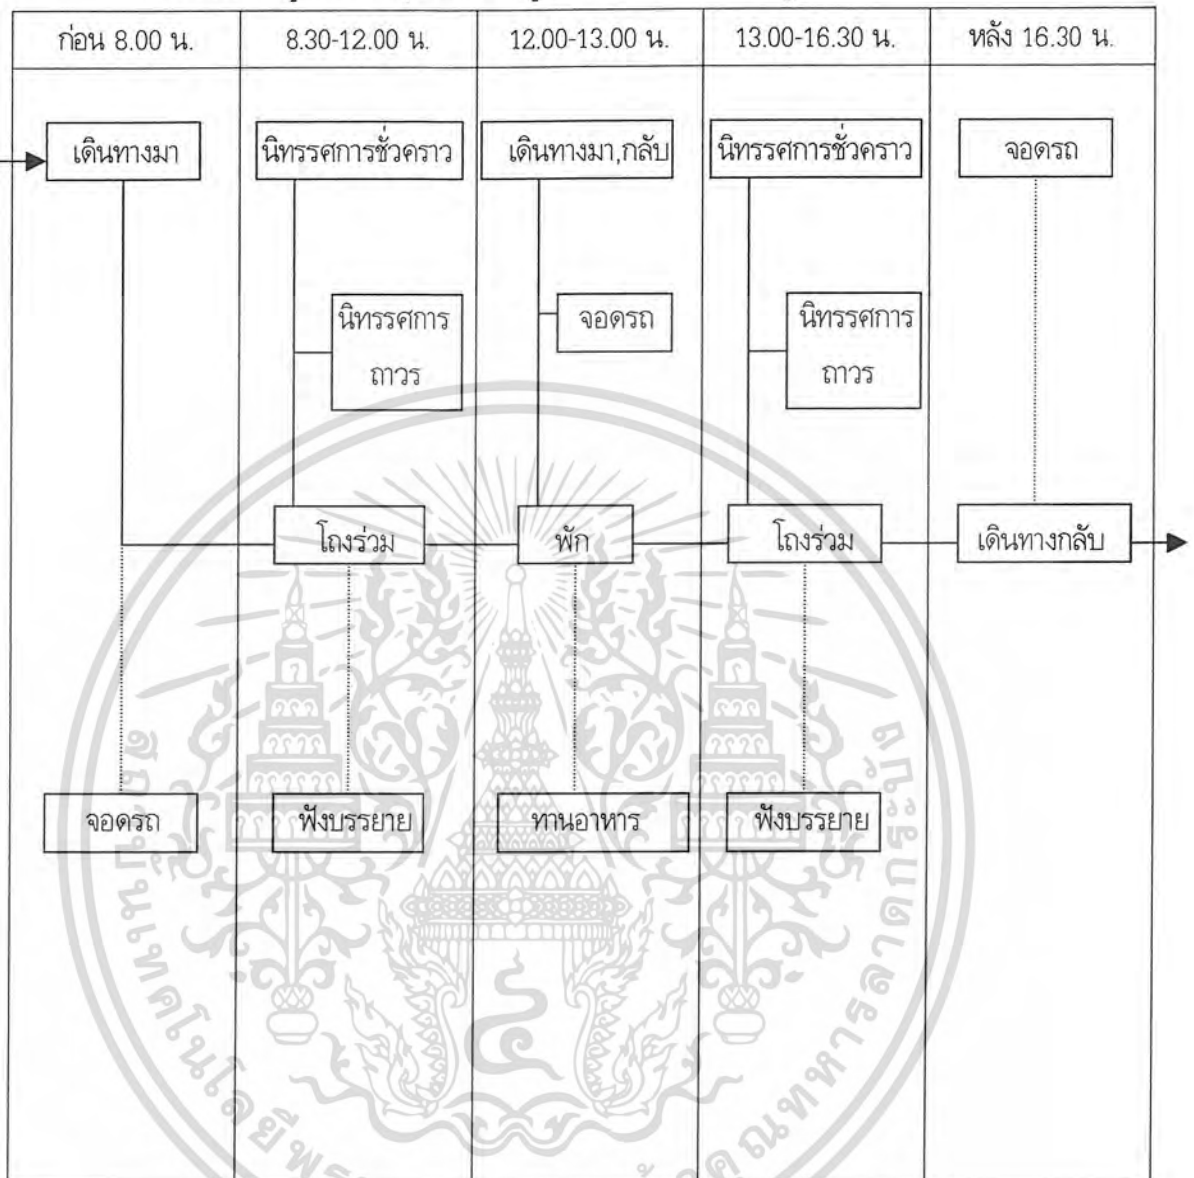 ก่อน 8.00 น. 8.30-12.00 น. 12.00-13.00 น. 13.00-16.30 น. หลัง 16.30 น.
เดินทางมา นิทรรศการชั่วคราว เดินทางมา,กลับ นิทรรศการชั่วคราว จอดรถ
นิทรรศการ
ถาวร
จอดรถ
นิทรรศการ
ถาวร
โถงร่วม พัก โถงร่วม เดินทางกลับ
จอดรถ ฟังบรรยาย ทานอาหาร ฟังบรรยาย